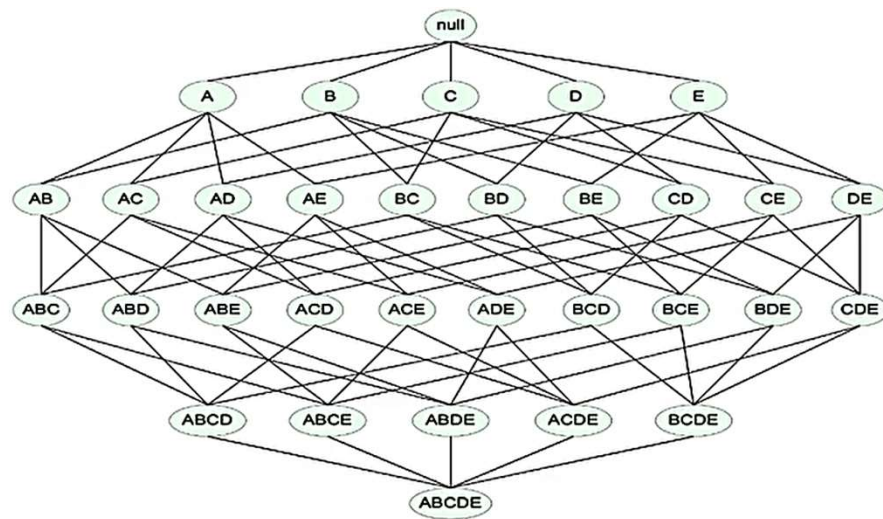 null
A B C D E
AB AC AD AE BC BD BE CD CE DE
ABC ABD ABE ACD ACE ADE BCD BCE BDE CDE
ABCD ABCE ABDE ACDE BCDE
ABCDE